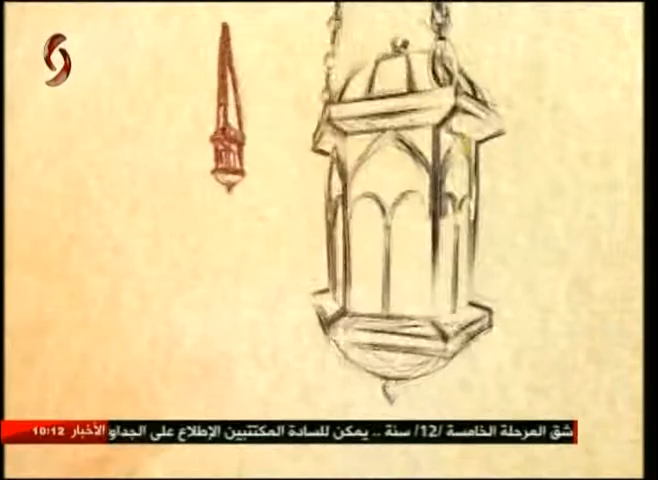 شق المرحلة الخامسة /12/ سنة .. يمكن للسادة المكتتبين الإطلاع على الجداو
الأخبار 10:12